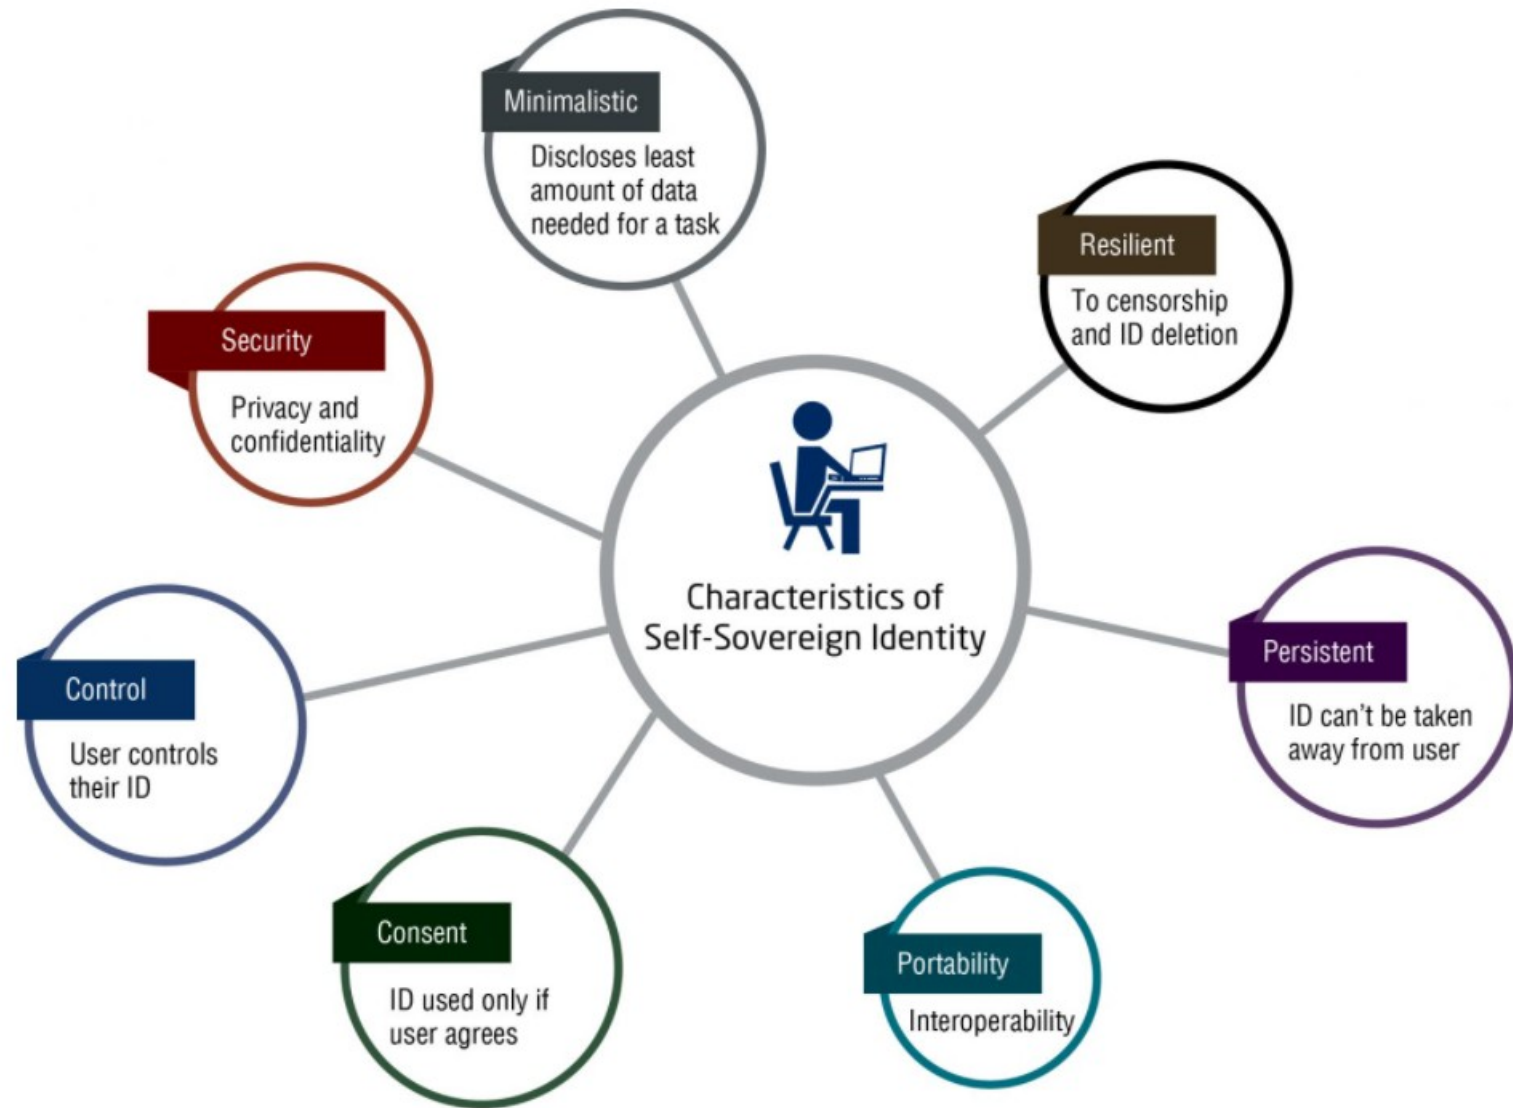 Minimalistic
Discloses least
amount of data
needed for a task
Resilient
To censorship
and ID deletion
Security
Privacy and
confidentiality
Characteristics of
Self-Sovereign Identity
Persistent
ID can't be taken
away from user
Control
User controls
their ID
Consent
ID used only if
user agrees
Portability
Interoperability